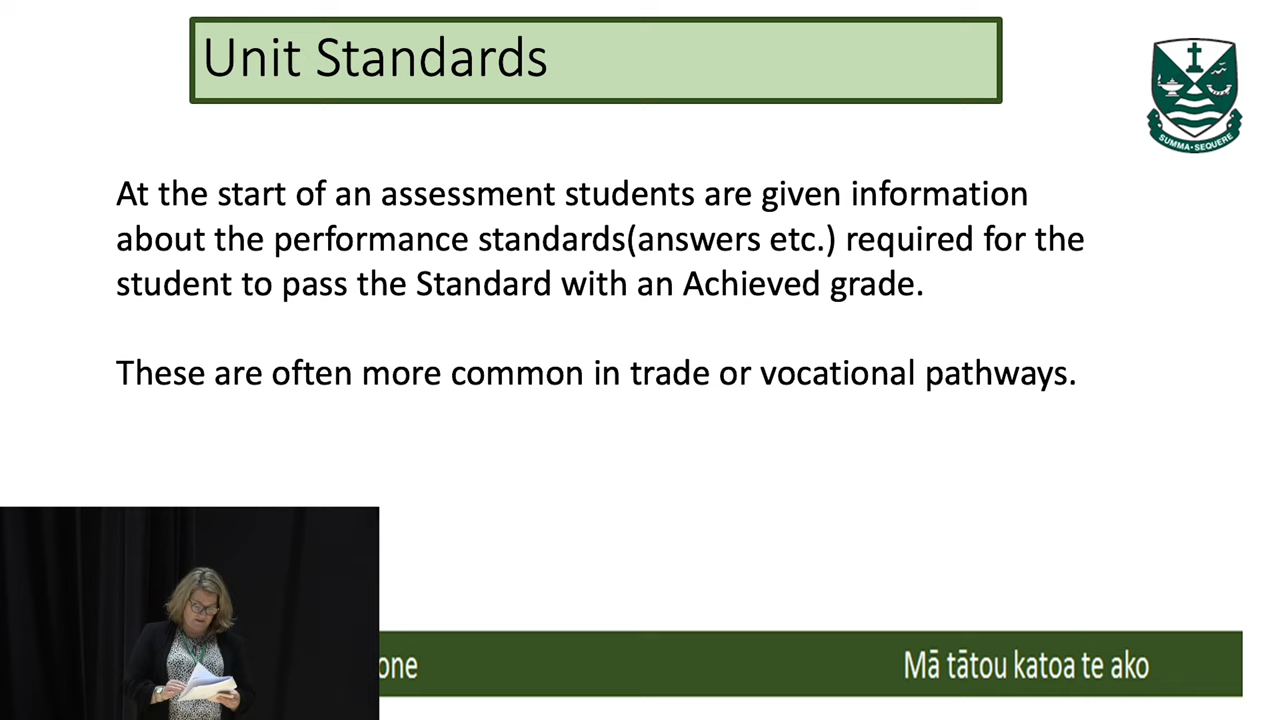 Unit Standards
SUMMA · SEQUERE
At the start of an assessment students are given information
about the performance standards(answers etc.) required for the
student to pass the Standard with an Achieved grade.
These are often more common in trade or vocational pathways.
one
Mā tātou katoa te ako